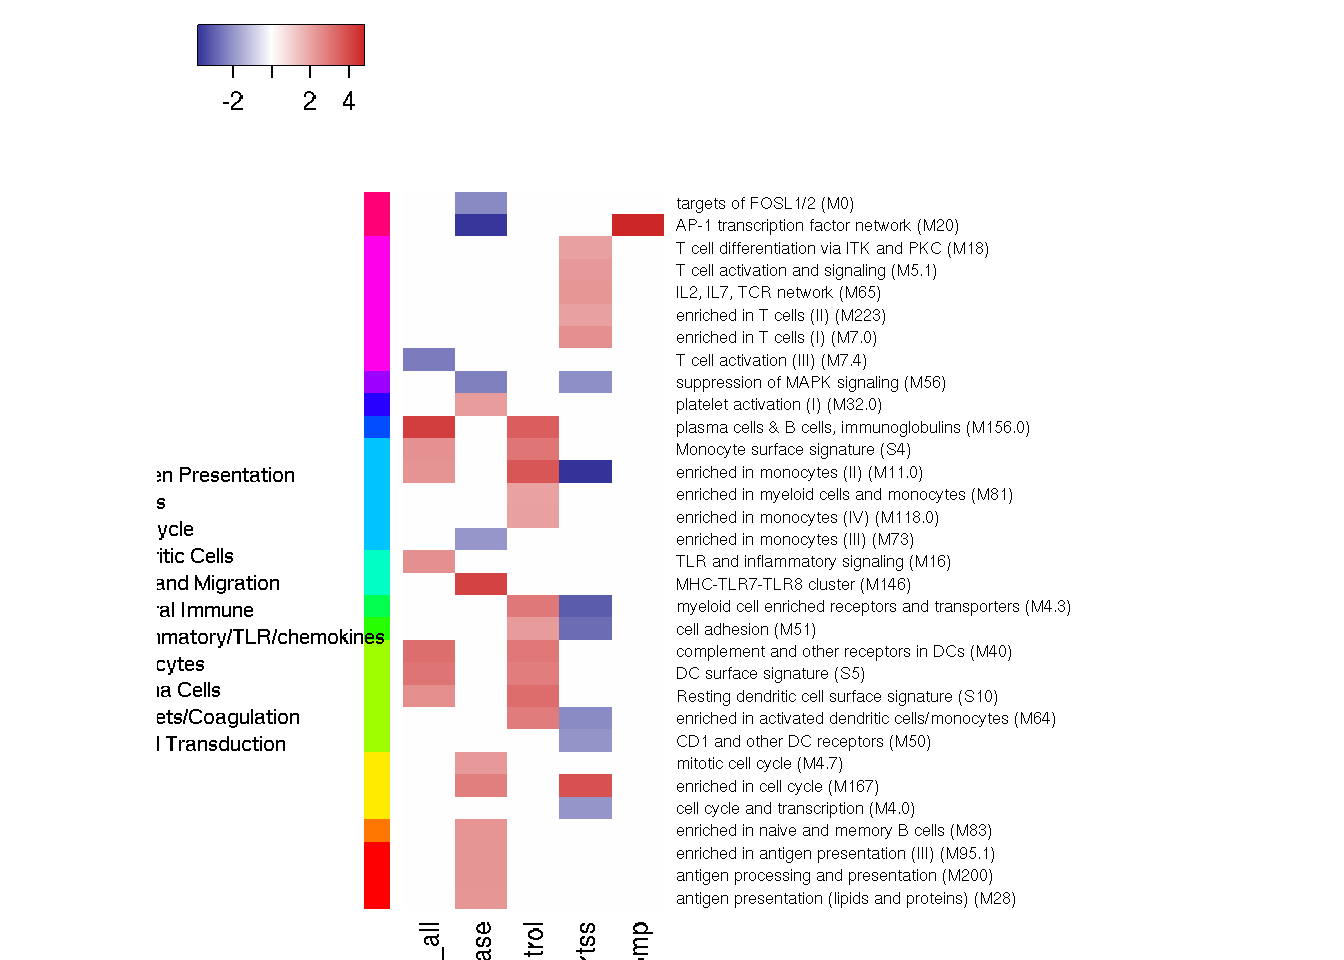 -2 2 4
targets of FOSL1/2 (M0)
AP-1 transcription factor network (M20)
T cell differentiation via ITK and PKC (M18)
T cell activation and signaling (M5.1)
IL2, IL7, TCR network (M65)
enriched in T cells (II) (M223)
enriched in T cells (I) (M7.0)
T cell activation (III) (M7.4)
suppression of MAPK signaling (M56)
platelet activation (I) (M32.0)
plasma cells & B cells, immunoglobulins (M156.0)
Monocyte surface signature (S4)
enriched in monocytes (II) (M11.0)
enriched in myeloid cells and monocytes (M81)
enriched in monocytes (IV) (M118.0)
enriched in monocytes (III) (M73)
TLR and inflammatory signaling (M16)
MHC-TLR7-TLR8 cluster (M146)
myeloid cell enriched receptors and transporters (M4.3)
cell adhesion (M51)
complement and other receptors in DCs (M40)
DC surface signature (S5)
Resting dendritic cell surface signature (S10)
enriched in activated dendritic cells/monocytes (M64)
CD1 and other DC receptors (M50)
mitotic cell cycle (M4.7)
enriched in cell cycle (M167)
cell cycle and transcription (M4.0)
enriched in naive and memory B cells (M83)
enriched in antigen presentation (III) (M95.1)
antigen processing and presentation (M200)
antigen presentation (lipids and proteins) (M28)
en Presentation
s
ycle
ritic Cells
and Migration
ral Immune
mmatory/TLR/chemokines
cytes
na Cells
ets/Coagulation
l Transduction
_all
ase
trol
tss
mp